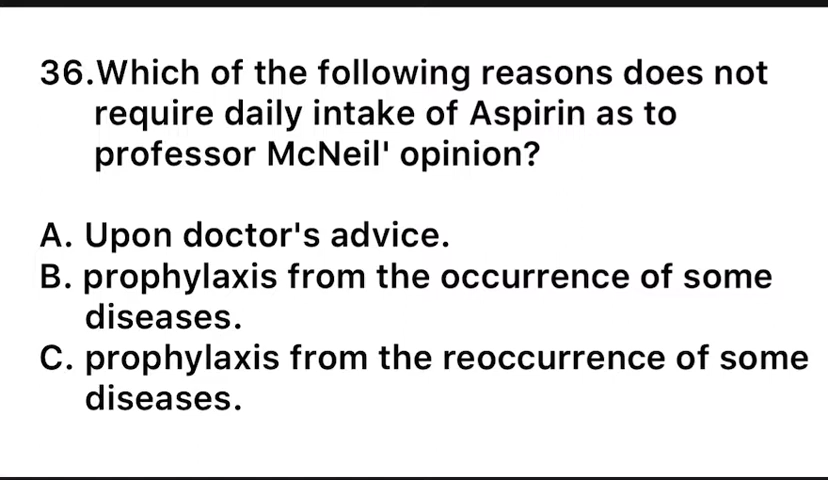 36.Which of the following reasons does not
require daily intake of Aspirin as to
professor McNeil' opinion?
A. Upon doctor's advice.
B. prophylaxis from the occurrence of some
diseases.
C. prophylaxis from the reoccurrence of some
diseases.